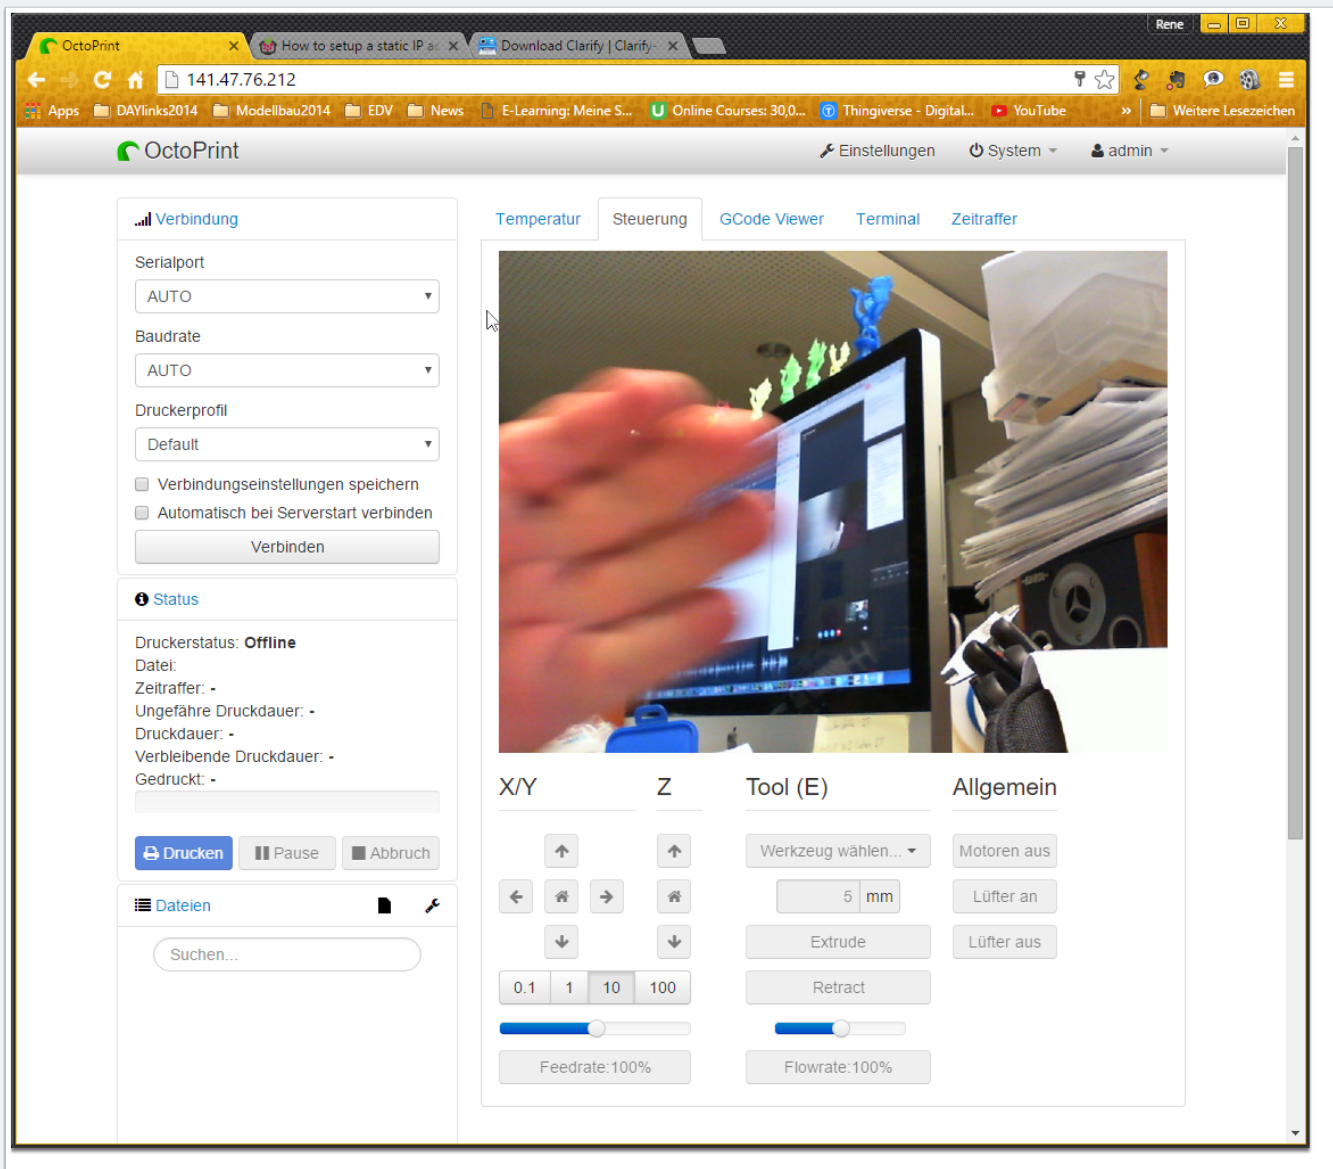 Rene
OctoPrint
How to setup a static IP ac
Download Clarify | Clarify-
141.47.76.212
Apps
DAYlinks2014
Modellbau2014
EDV
News
E-Learning: Meine S...
Online Courses: 30,0...
Thingiverse - Digital...
YouTube
»
Weitere Lesezeichen
OctoPrint
Einstellungen
System
admin
Verbindung
Serialport
AUTO
Baudrate
AUTO
Druckerprofil
Default
Verbindungseinstellungen speichern
Automatisch bei Serverstart verbinden
Verbinden
Status
Druckerstatus: Offline
Datei:
Zeitraffer: -
Ungefähre Druckdauer: -
Druckdauer: -
Verbleibende Druckdauer: -
Gedruckt: -
Drucken
Pause
Abbruch
Dateien
Suchen...
Temperatur
Steuerung
GCode Viewer
Terminal
Zeitraffer
X/Y
Z
Tool (E)
Allgemein
Werkzeug wählen...
Motoren aus
5 mm
Lüfter an
Extrude
Lüfter aus
0.1
1
10
100
Retract
Feedrate:100%
Flowrate:100%